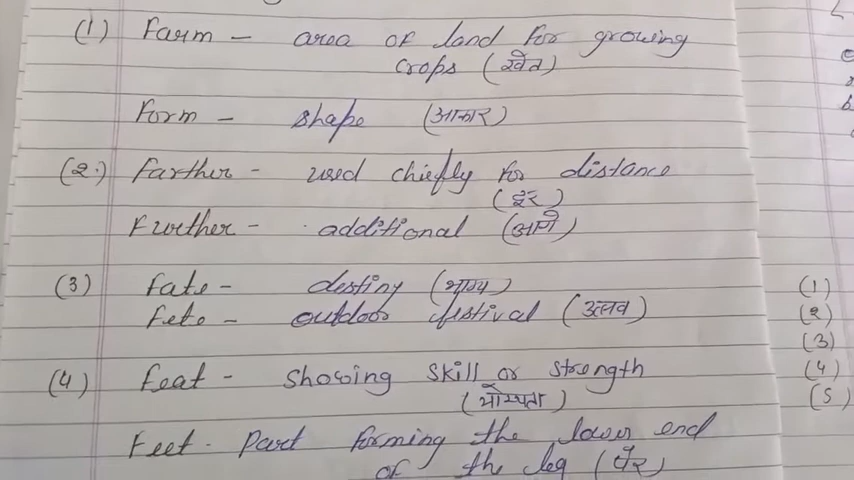 (1) Farm - area of land for growing
crops (खेत)
Form - shape (आकार)
(2.) Farther - used chiefly for distance
(दूर)
Further - additional (आगे)
(3) Fate - destiny (भाग्य)
Fete - outdoor festival (उत्सव)
(4) Feat - Showing skill or strength
(योग्यता)
Feet - Part forming the lower end
of the leg (पैर)
(1)
(2)
(3)
(4)
(5)